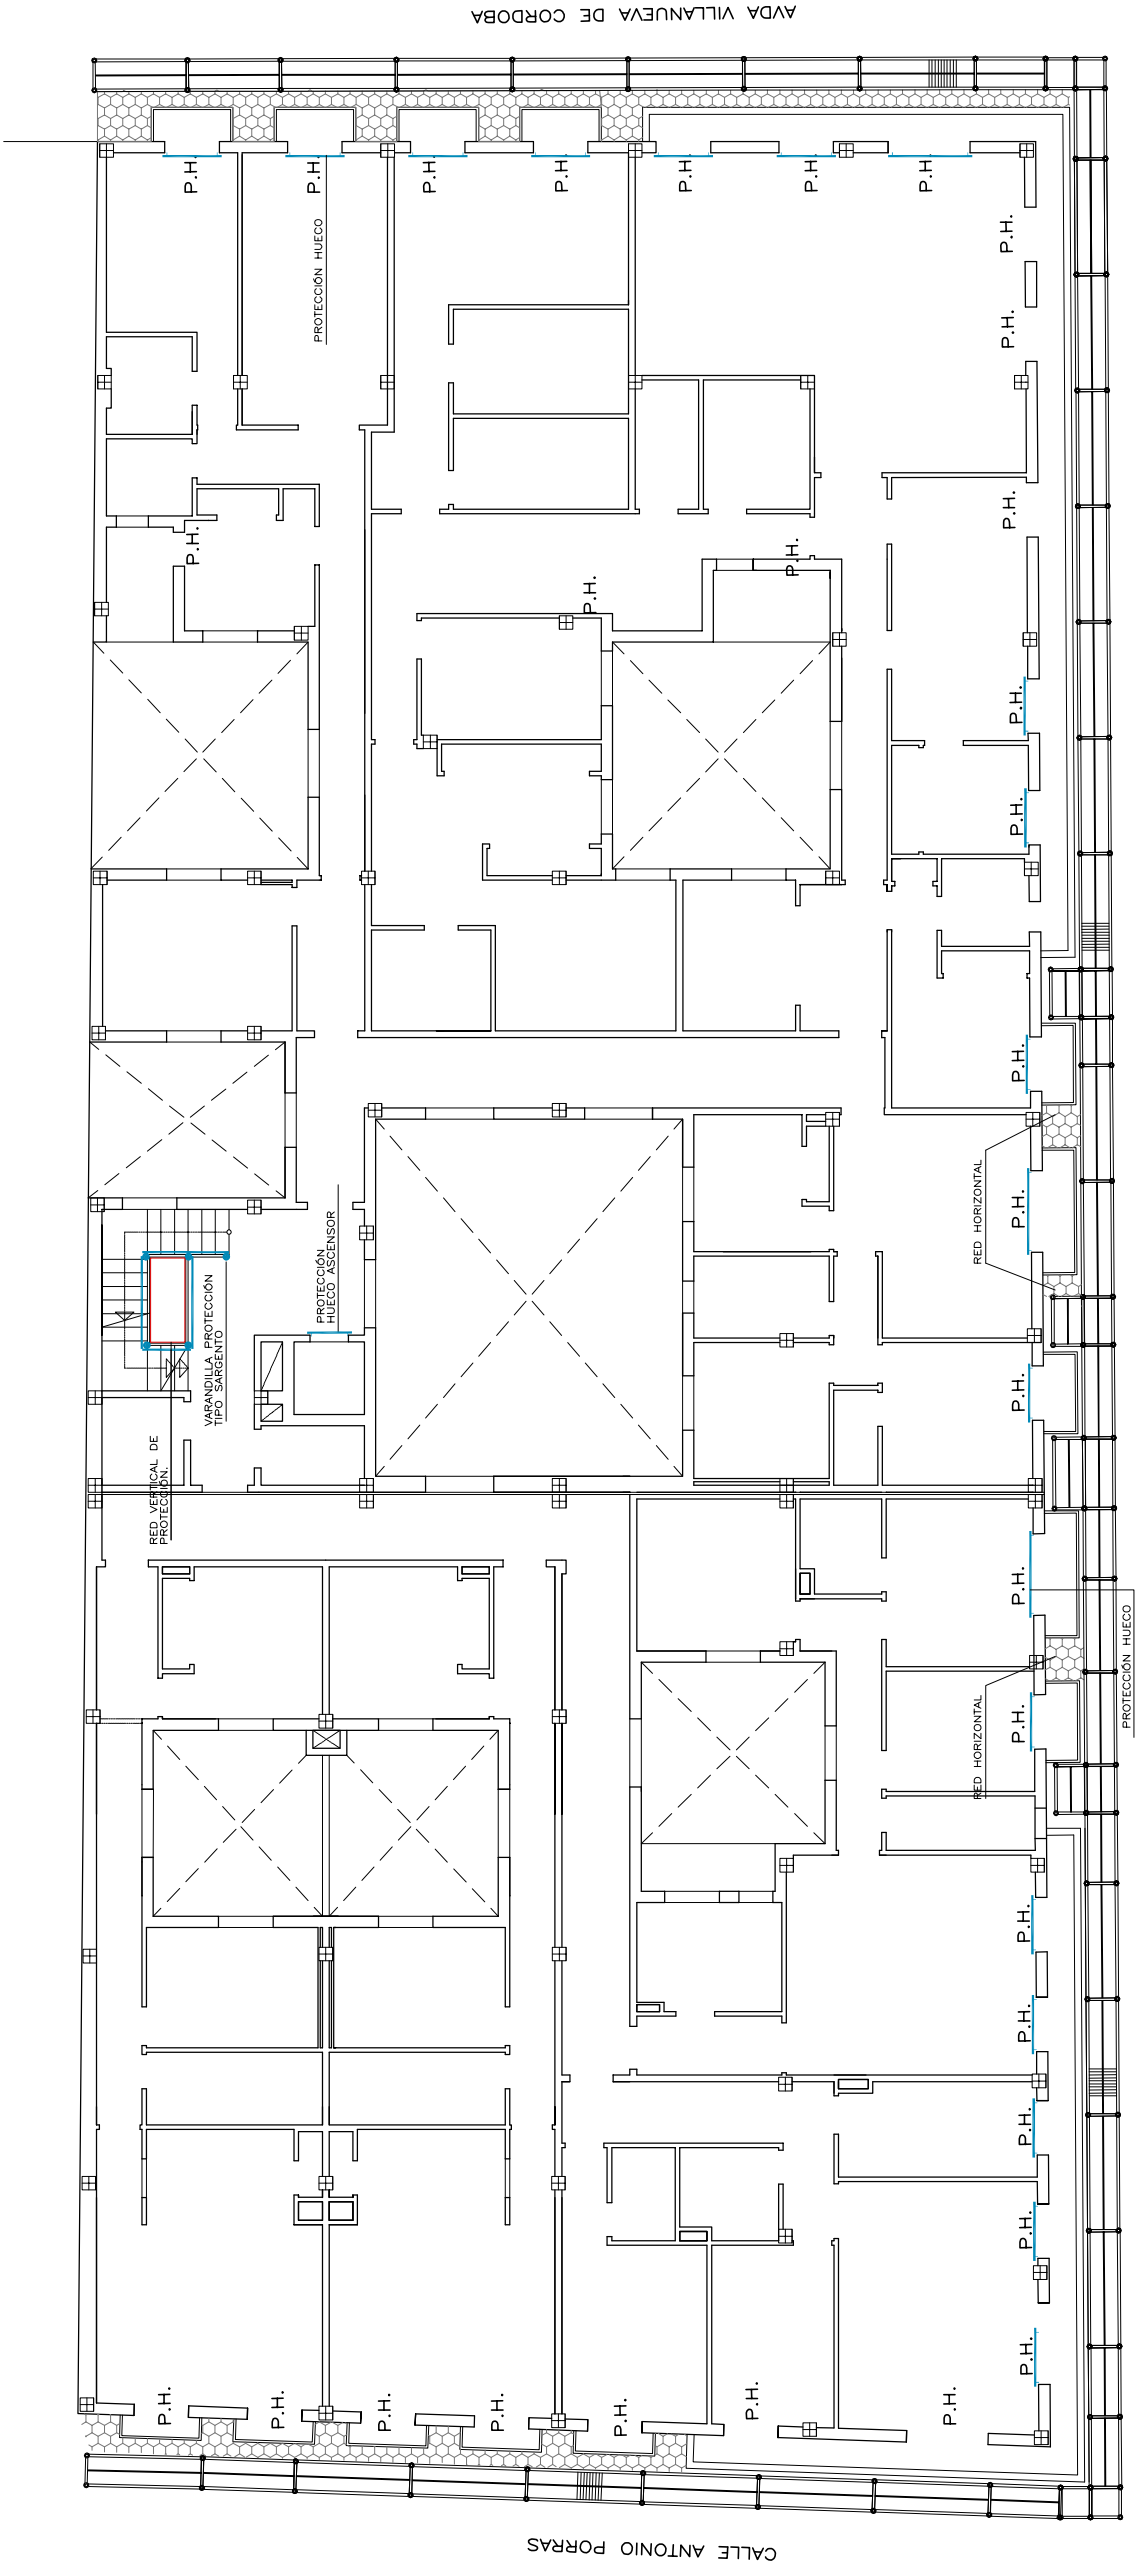 AVDA VILLANUEVA DE CORDOBA
P.H.
P.H.
P.H.
P.H.
P.H.
P.H.
P.H.
P.H.
PROTECCIÓN HUECO
P.H.
P.H.
P.H.
P.H.
P.H.
P.H.
P.H.
P.H.
RED HORIZONTAL
P.H.
PROTECCIÓN
HUECO ASCENSOR
VARANDILLA PROTECCIÓN
TIPO SARGENTO
P.H.
RED VERTICAL DE
PROTECCIÓN.
P.H.
PROTECCIÓN HUECO
RED HORIZONTAL
P.H.
P.H.
P.H.
P.H.
P.H.
P.H.
P.H.
P.H.
P.H.
P.H.
P.H.
P.H.
P.H.
CALLE ANTONIO PORRAS